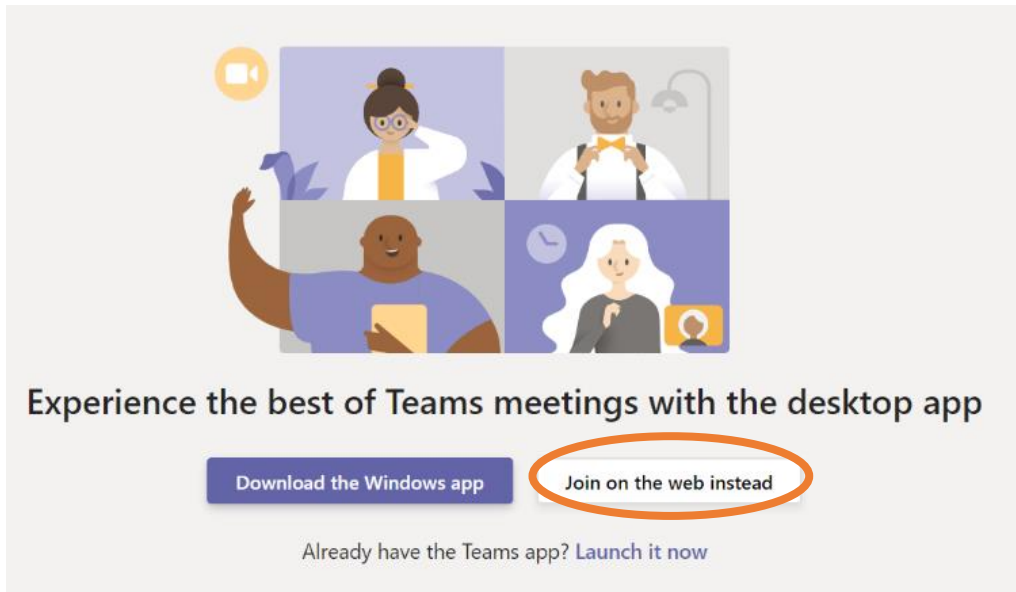 Experience the best of Teams meetings with the desktop app
Download the Windows app Join on the web instead
Already have the Teams app? Launch it now